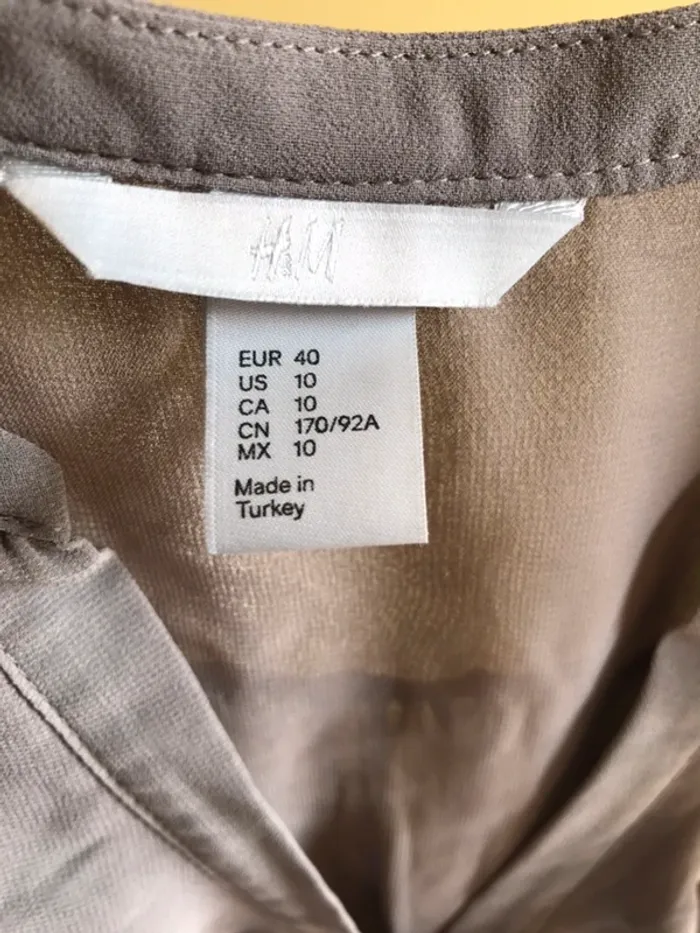 H&M
EUR 40
US 10
CA 10
CN 170/92A
MX 10
Made in
Turkey